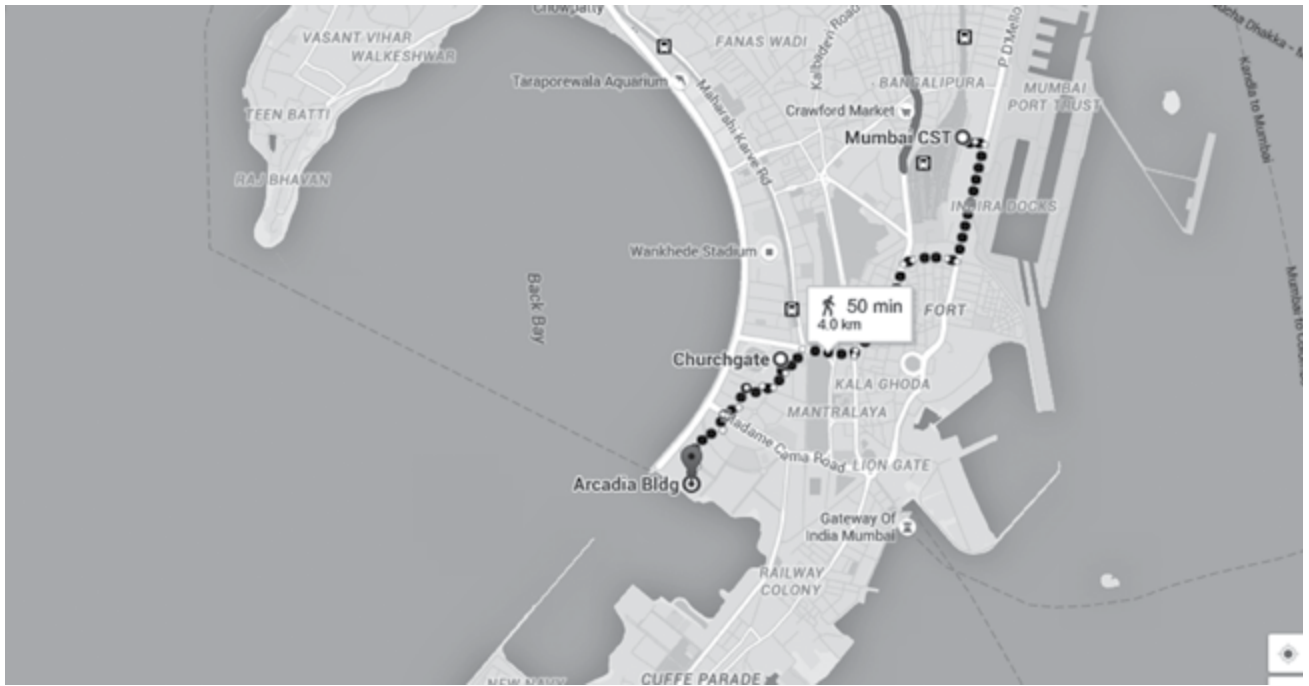 Chowpatty
VASANT VIHAR
WALKESHWAR
FANAS WADI
Kalbadevi Road
P D'Mello
Taraporewala Aquarium
Maharshi Karve Rd
BANGALIPURA
MUMBAI
PORT TRUST
Kandla to Mumbai
TEEN BATTI
Crawford Market
Mumbai CST
RAJ BHAVAN
INDIRA DOCKS
Wankhede Stadium
Back Bay
50 min
4.0 km
FORT
Churchgate
KALA GHODA
MANTRALAYA
Madame Cama Road
LION GATE
Arcadia Bldg
Gateway Of
India Mumbai
RAILWAY
COLONY
CUFFE PARADE